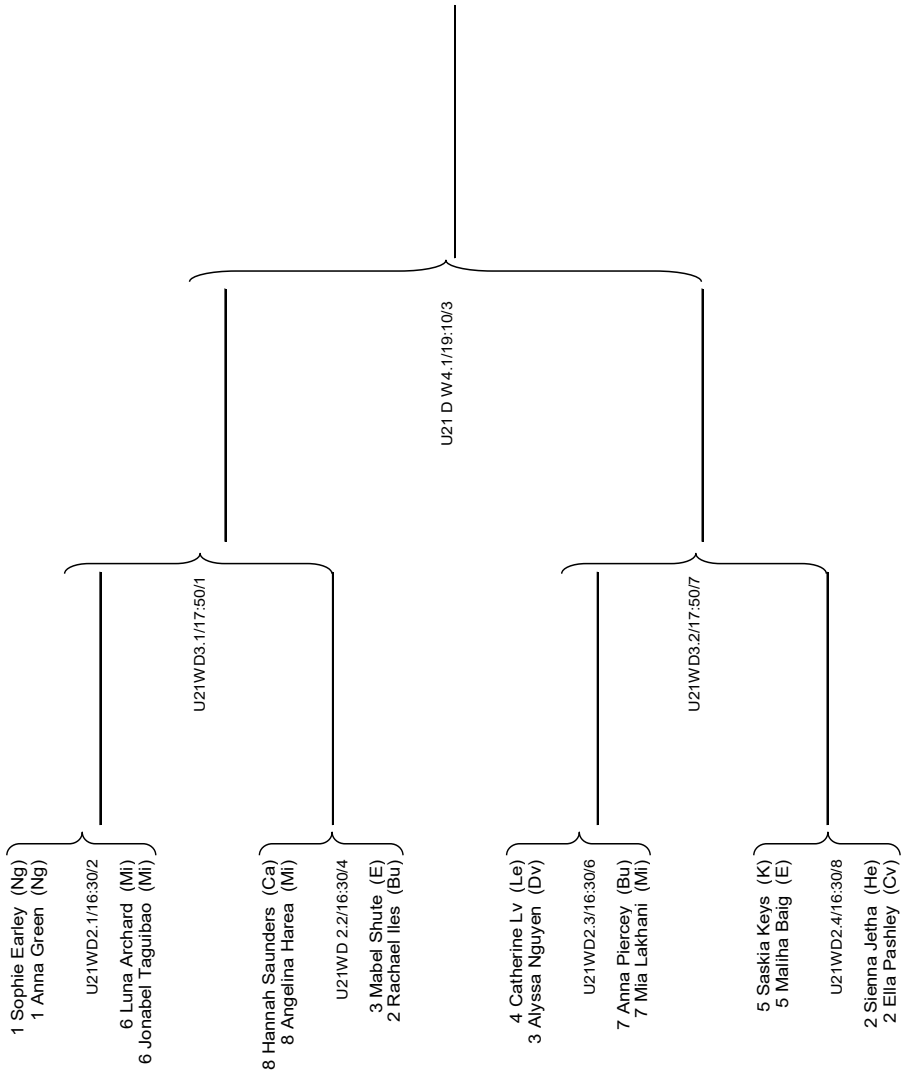 1 Sophie Earley (Ng)
1 Anna Green (Ng)
U21WD2.1/16:30/2
6 Luna Archard (Mi)
6 Jonabel Taguibao (Mi)
8 Hannah Saunders (Ca)
8 Angelina Harea (Mi)
U21WD 2.2/16:30/4
3 Mabel Shute (E)
2 Rachael Iles (Bu)
4 Catherine Lv (Le)
3 Alyssa Nguyen (Dv)
U21WD2.3/16:30/6
7 Anna Piercey (Bu)
7 Mia Lakhani (Mi)
5 Saskia Keys (K)
5 Maliha Baig (E)
U21WD2.4/16:30/8
2 Sienna Jetha (He)
2 Ella Pashley (Cv)
U21WD3.1/17:50/1
U21WD3.2/17:50/7
U21 D W4.1/19:10/3